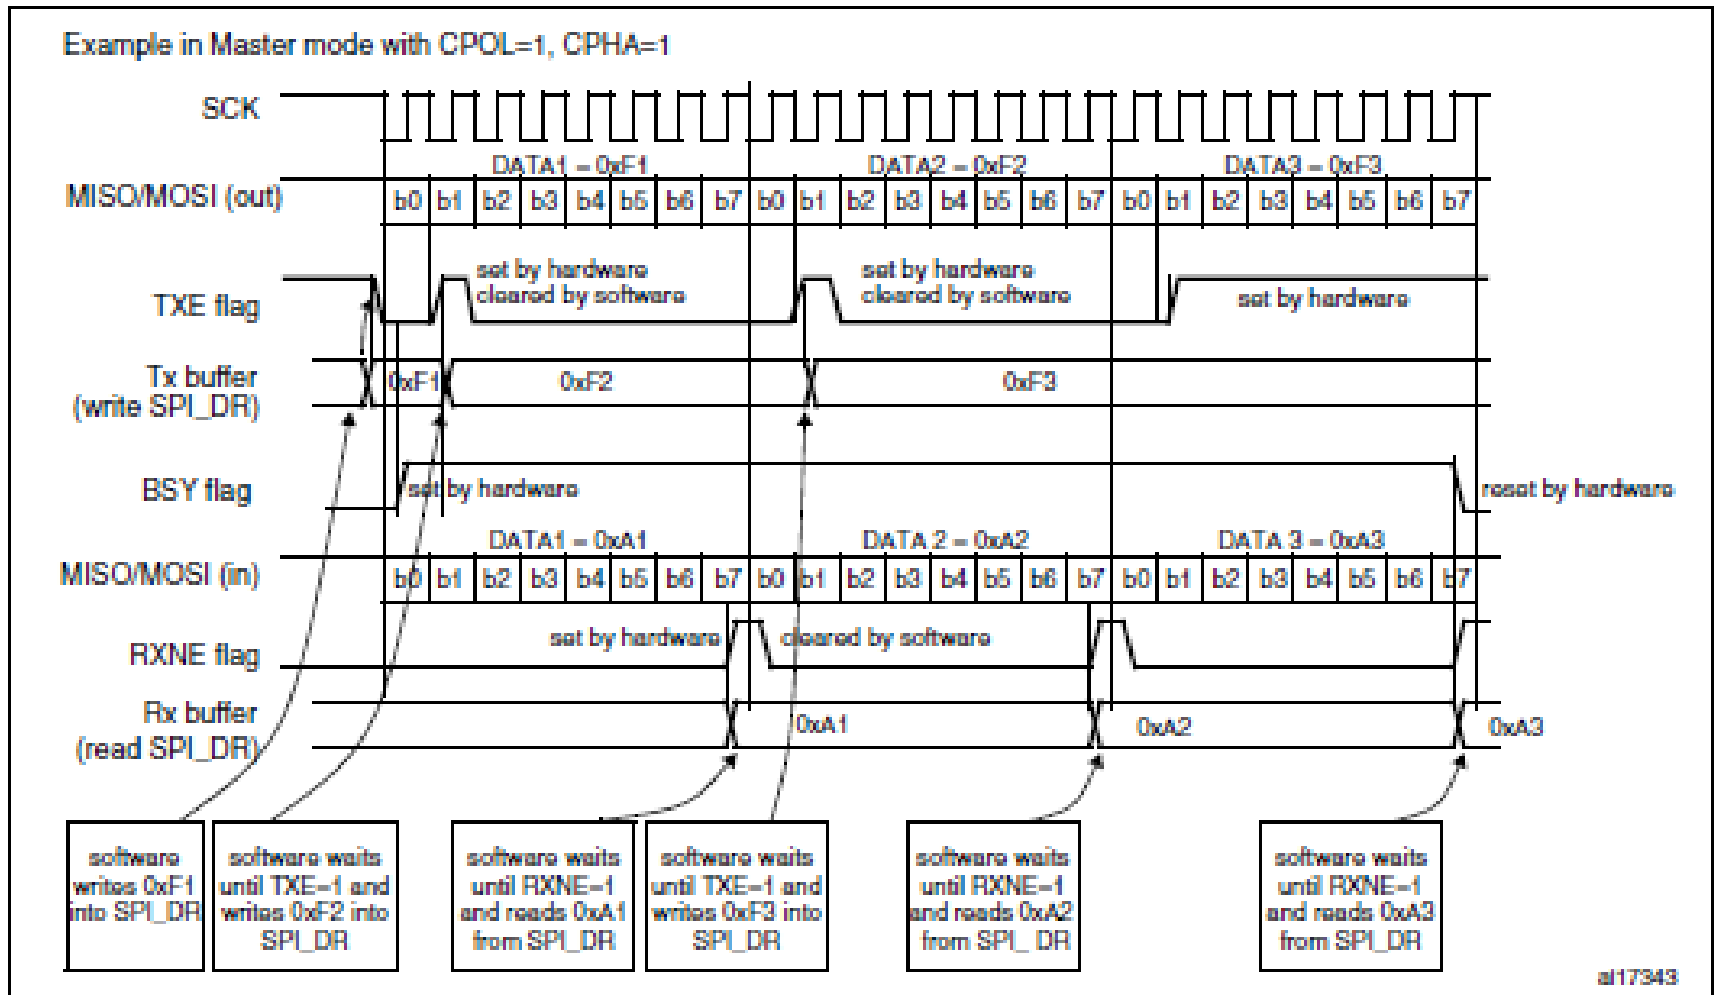 Example in Master mode with CPOL=1, CPHA=1
SCK
DATA1 = 0xF1 DATA2 = 0xF2 DATA3 = 0xF3
MISO/MOSI (out) b0 b1 b2 b3 b4 b5 b6 b7 b0 b1 b2 b3 b4 b5 b6 b7 b0 b1 b2 b3 b4 b5 b6 b7
set by hardware set by hardware
cleared by software cleared by software set by hardware
TXE flag
Tx buffer 0xF1 0xF2 0xF3
(write SPI_DR)
BSY flag set by hardware reset by hardware
DATA1 = 0xA1 DATA 2 = 0xA2 DATA 3 = 0xA3
MISO/MOSI (in) b0 b1 b2 b3 b4 b5 b6 b7 b0 b1 b2 b3 b4 b5 b6 b7 b0 b1 b2 b3 b4 b5 b6 b7
set by hardware cleared by software
RXNE flag
Rx buffer 0xA1 0xA2 0xA3
(read SPI_DR)
software
writes 0xF1
into SPI_DR
software waits
until TXE=1 and
writes 0xF2 into
SPI_DR
software waits
until RXNE=1
and reads 0xA1
from SPI_DR
software waits
until TXE=1 and
writes 0xF3 into
SPI_DR
software waits
until RXNE=1
and reads 0xA2
from SPI_ DR
software waits
until RXNE=1
and reads 0xA3
from SPI_DR
ai17343